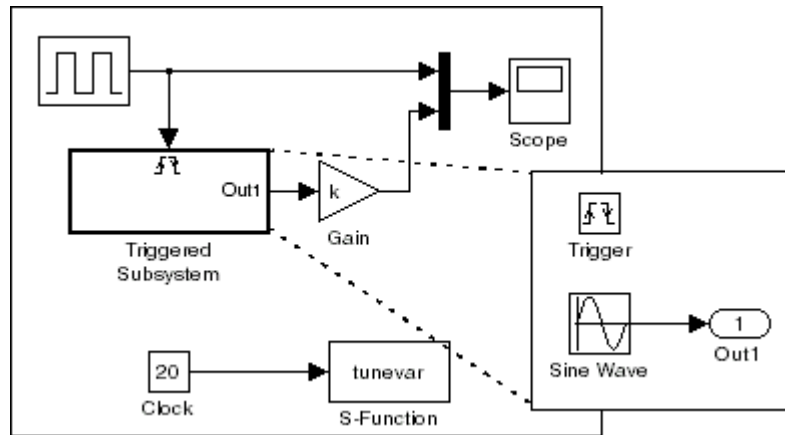 Scope
Out1
k
Gain
Triggered
Subsystem
Trigger
1
Out1
Sine Wave
20
Clock
tunevar
S-Function